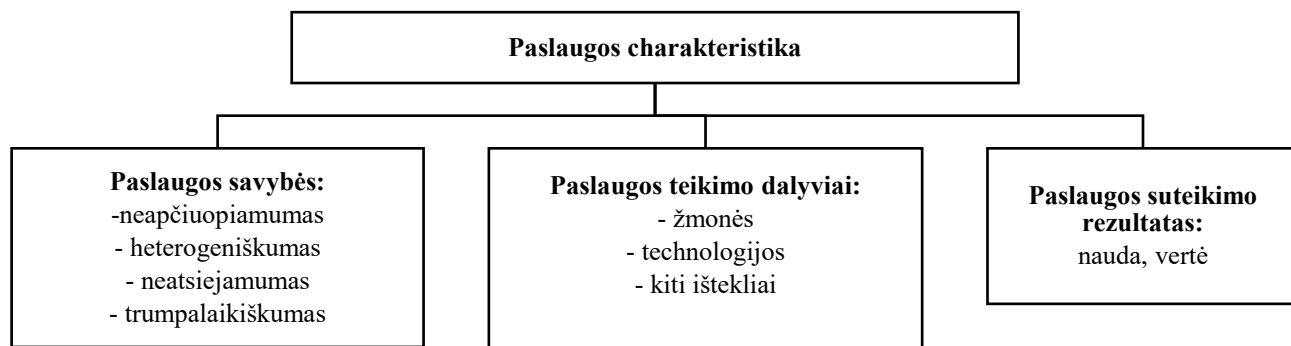 Paslaugos charakteristika
Paslaugos savybės:
-neapčiuopiamumas
- heterogeniškumas
- neatsiejamumas
- trumpalaikiškumas
Paslaugos teikimo dalyviai:
- žmonės
- technologijos
- kiti ištekliai
Paslaugos suteikimo
rezultatas:
nauda, vertė